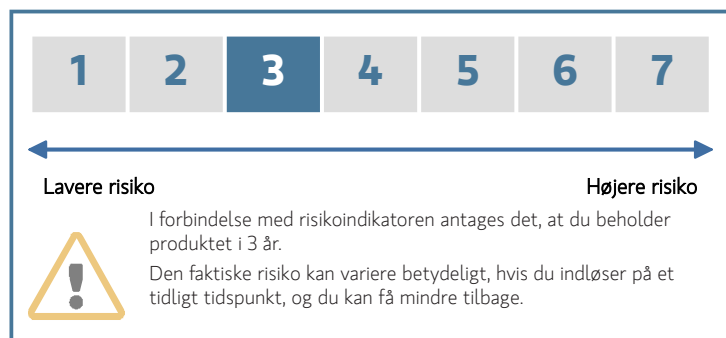 1 2 3 4 5 6 7
Lavere risiko Højere risiko
I forbindelse med risikoindikatoren antages det, at du beholder
produktet i 3 år.
Den faktiske risiko kan variere betydeligt, hvis du indløser på et
tidligt tidspunkt, og du kan få mindre tilbage.